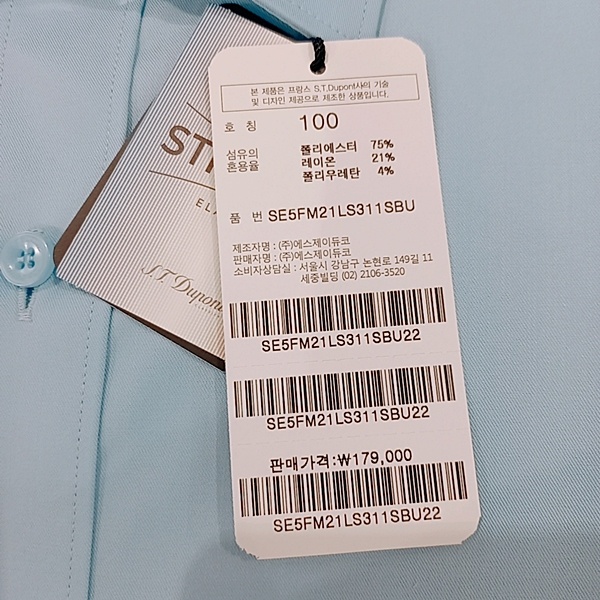 본 제품은 프랑스 S.T.Dupont사의 기술
및 디자인 제공으로 제조한 상품입니다.
호 칭 100
섬유의 혼용율
폴리에스터 75%
레이온 21%
폴리우레탄 4%
품 번 SE5FM21LS311SBU
제조자명 : (주)에스제이듀코
판매자명 : (주)에스제이듀코
소비자상담실 : 서울시 강남구 논현로 149길 11
세중빌딩 (02) 2106-3520
SE5FM21LS311SBU22
SE5FM21LS311SBU22
판매가격:₩179,000
SE5FM21LS311SBU22
S.T. Dupont